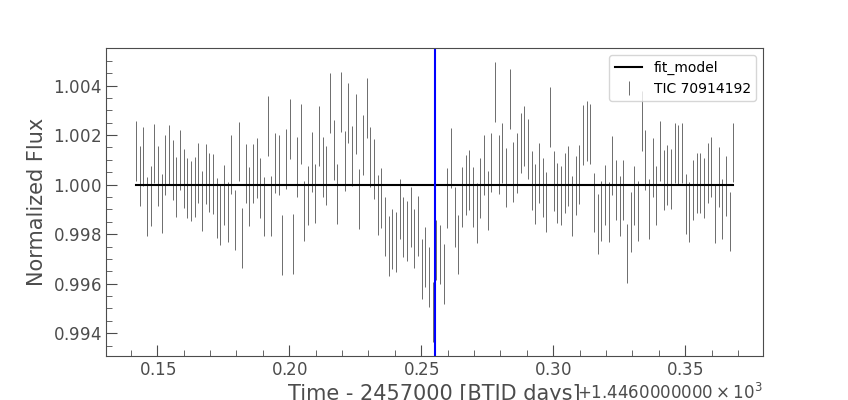 fit_model
TIC 70914192
Normalized Flux
1.004
1.002
1.000
0.998
0.996
0.994
0.15
0.20
0.25
0.30
0.35
Time - 2457000 [BTJD days]
+1.4460000000 × 10³